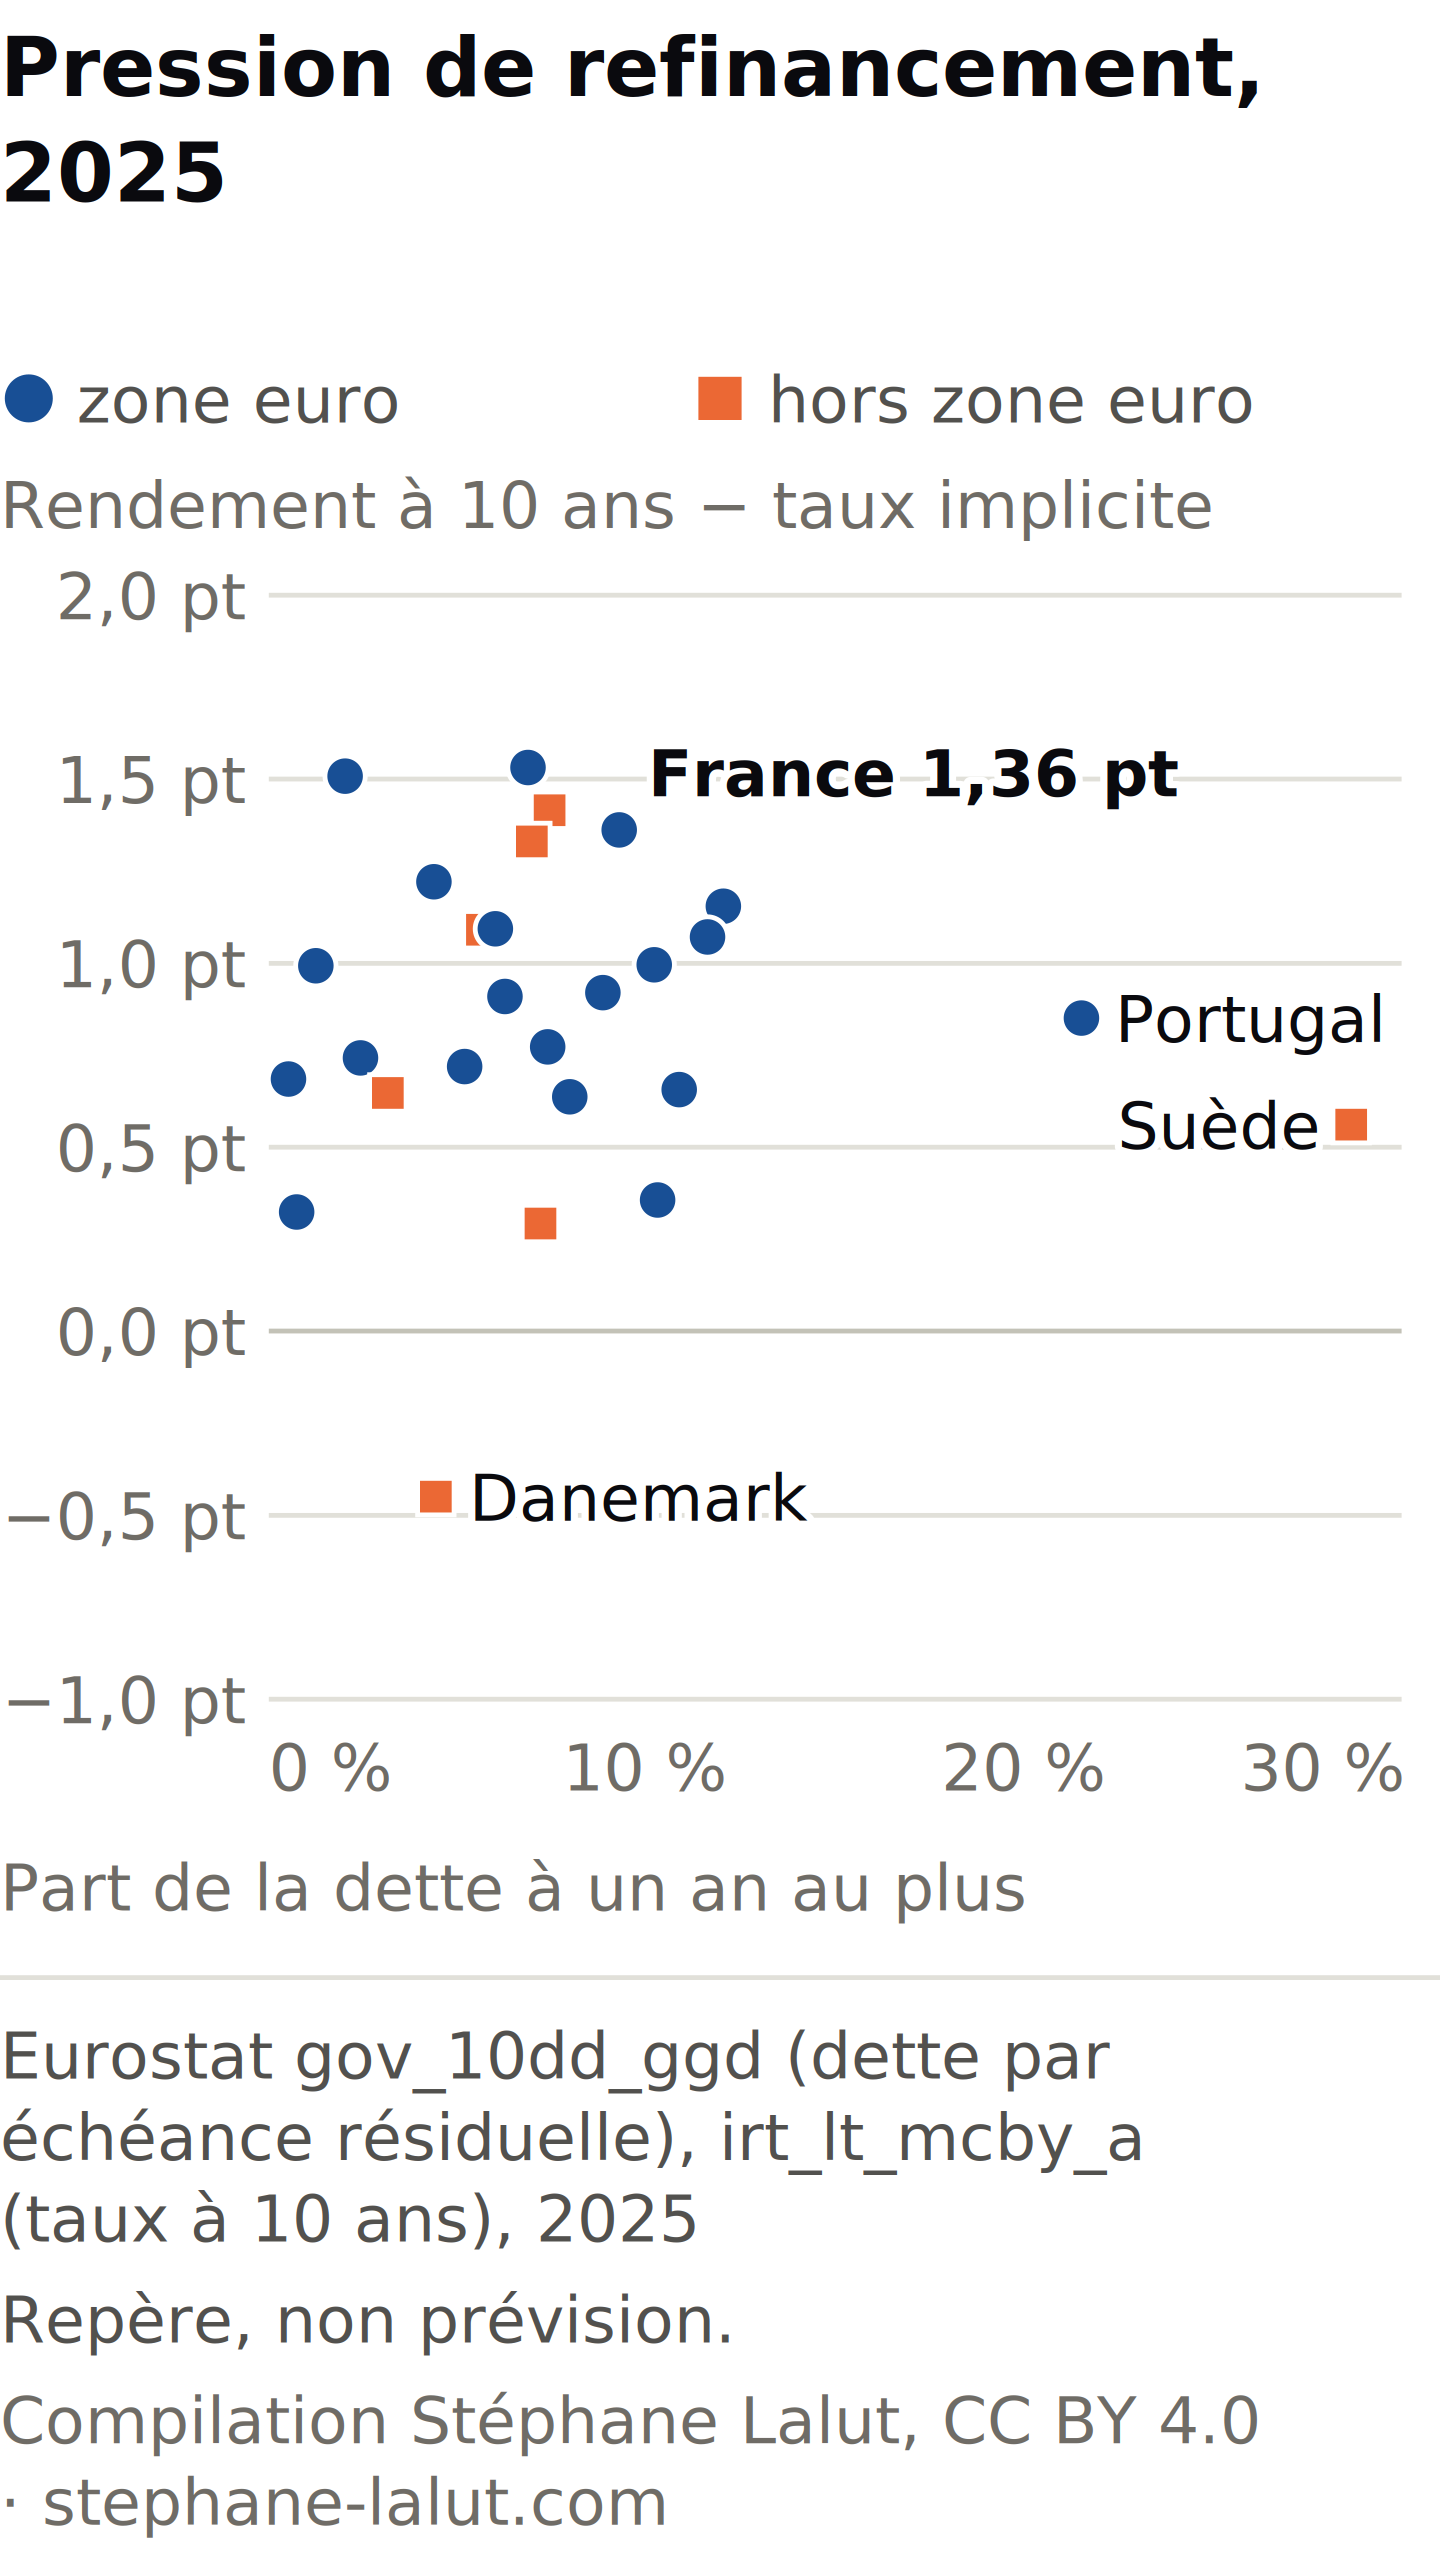 Pression de refinancement,
2025
zone euro
hors zone euro
Rendement à 10 ans − taux implicite
2,0 pt
1,5 pt
France 1,36 pt
1,0 pt
Portugal
Suède
0,5 pt
0,0 pt
Danemark
−0,5 pt
−1,0 pt
0 %
10 %
20 %
30 %
Part de la dette à un an au plus
Eurostat gov_10dd_ggd (dette par
échéance résiduelle), irt_lt_mcby_a
(taux à 10 ans), 2025
Repère, non prévision.
Compilation Stéphane Lalut, CC BY 4.0
· stephane-lalut.com